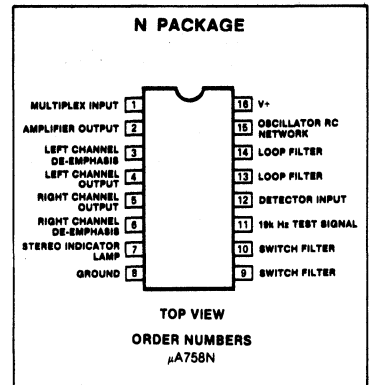 N PACKAGE
MULTIPLEX INPUT 1
AMPLIFIER OUTPUT 2
LEFT CHANNEL
DE-EMPHASIS 3
LEFT CHANNEL
OUTPUT 4
RIGHT CHANNEL
OUTPUT 5
RIGHT CHANNEL
DE-EMPHASIS 6
STEREO INDICATOR
LAMP 7
GROUND 8
16 V+
15 OSCILLATOR RC
NETWORK
14 LOOP FILTER
13 LOOP FILTER
12 DETECTOR INPUT
11 19k Hz TEST SIGNAL
10 SWITCH FILTER
9 SWITCH FILTER
TOP VIEW
ORDER NUMBERS
μA758N